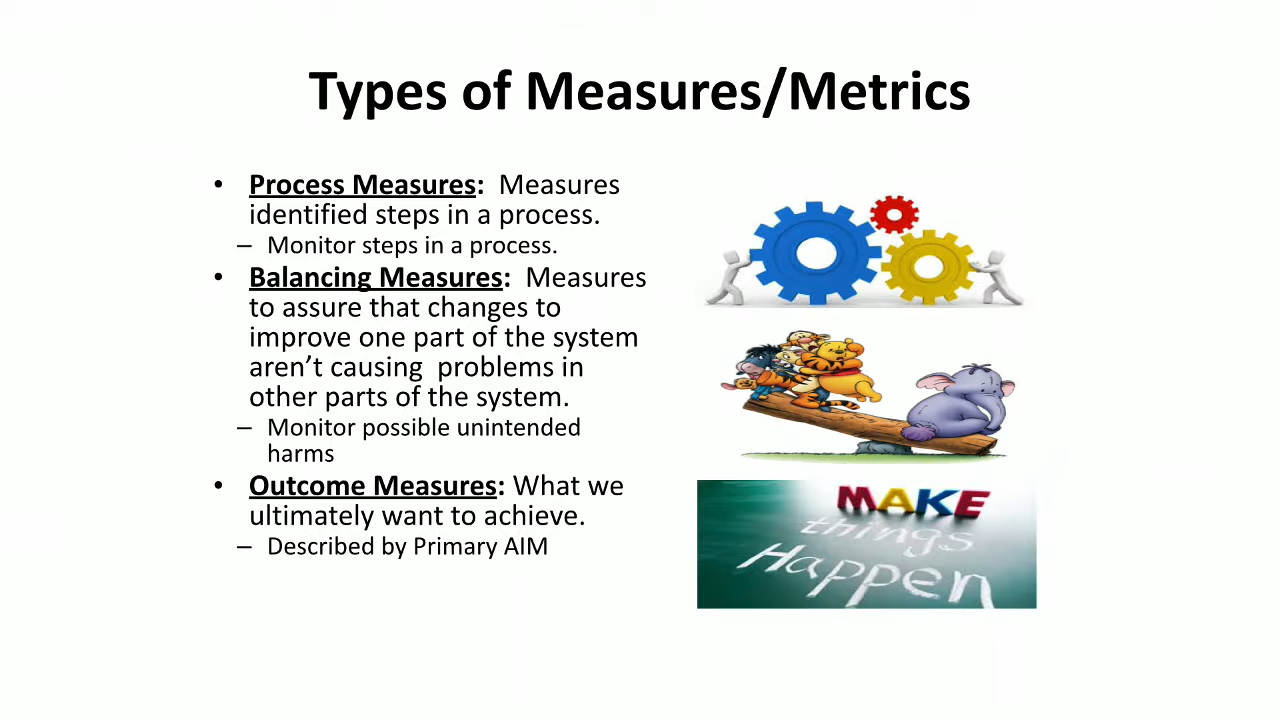 Types of Measures/Metrics
• Process Measures:  Measures
identified steps in a process.
– Monitor steps in a process.
• Balancing Measures:  Measures
to assure that changes to
improve one part of the system
aren’t causing  problems in
other parts of the system.
– Monitor possible unintended
harms
• Outcome Measures: What we
ultimately want to achieve.
– Described by Primary AIM
MAKE
things
Happen